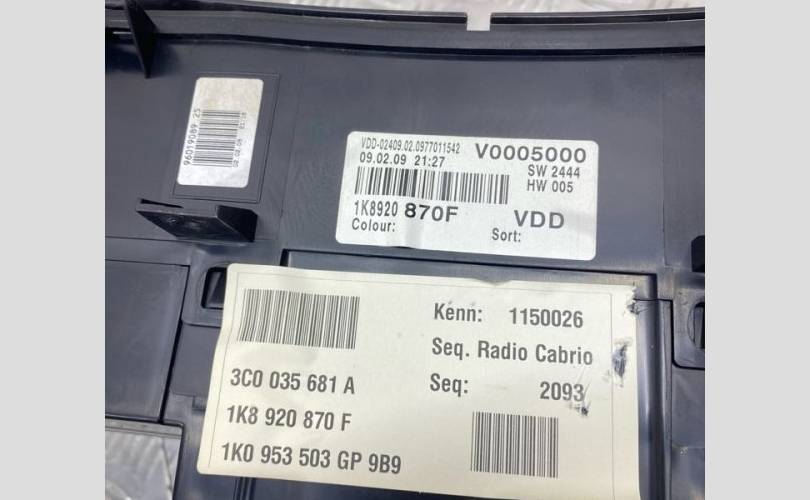 96019089 25
VDD-02409.02.0977011542
V0005000
09.02.09 21:27
SW 2444
HW 005
1K8920 870F
VDD
Colour:
Sort:
Kenn: 1150026
Seq. Radio Cabrio
Seq: 2093
3C0 035 681 A
1K8 920 870 F
1K0 953 503 GP 9B9